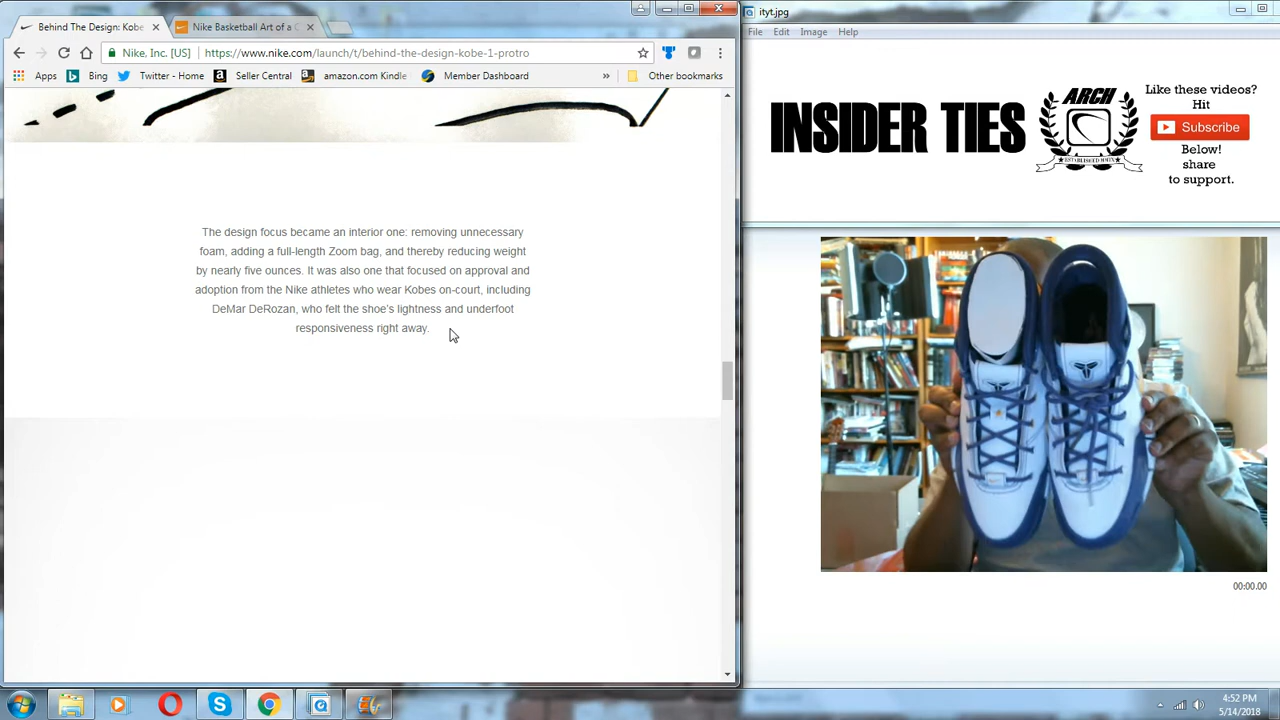 Behind The Design: Kobe
Nike Basketball Art of a C
Nike, Inc. [US]
https://www.nike.com/launch/t/behind-the-design-kobe-1-protro
Apps
Bing
Twitter - Home
Seller Central
amazon.com Kindle
Member Dashboard
»
Other bookmarks
The design focus became an interior one: removing unnecessary
foam, adding a full-length Zoom bag, and thereby reducing weight
by nearly five ounces. It was also one that focused on approval and
adoption from the Nike athletes who wear Kobes on-court, including
DeMar DeRozan, who felt the shoe's lightness and underfoot
responsiveness right away.
ityt.jpg
File Edit Image Help
INSIDER TIES
ARCH
ESTABLISHED MMIX
Like these videos?
Hit
Subscribe
Below!
share
to support.
00:00.00
4:52 PM
5/14/2018